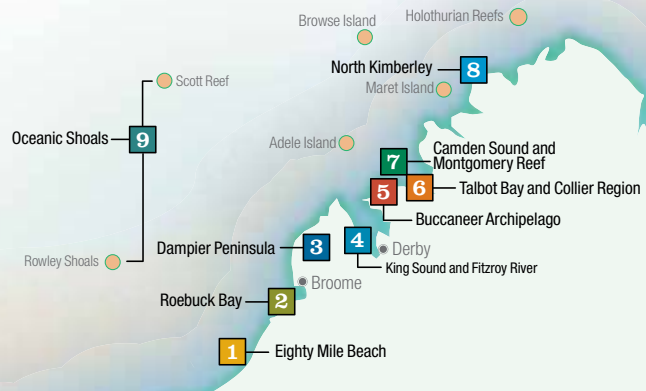 Browse Island
Holothurian Reefs
North Kimberley
8
Maret Island
Scott Reef
Oceanic Shoals
9
Adele Island
7
Camden Sound and
Montgomery Reef
5
6
Talbot Bay and Collier Region
Buccaneer Archipelago
Dampier Peninsula
3
4
Derby
King Sound and Fitzroy River
Rowley Shoals
Broome
Roebuck Bay
2
1
Eighty Mile Beach